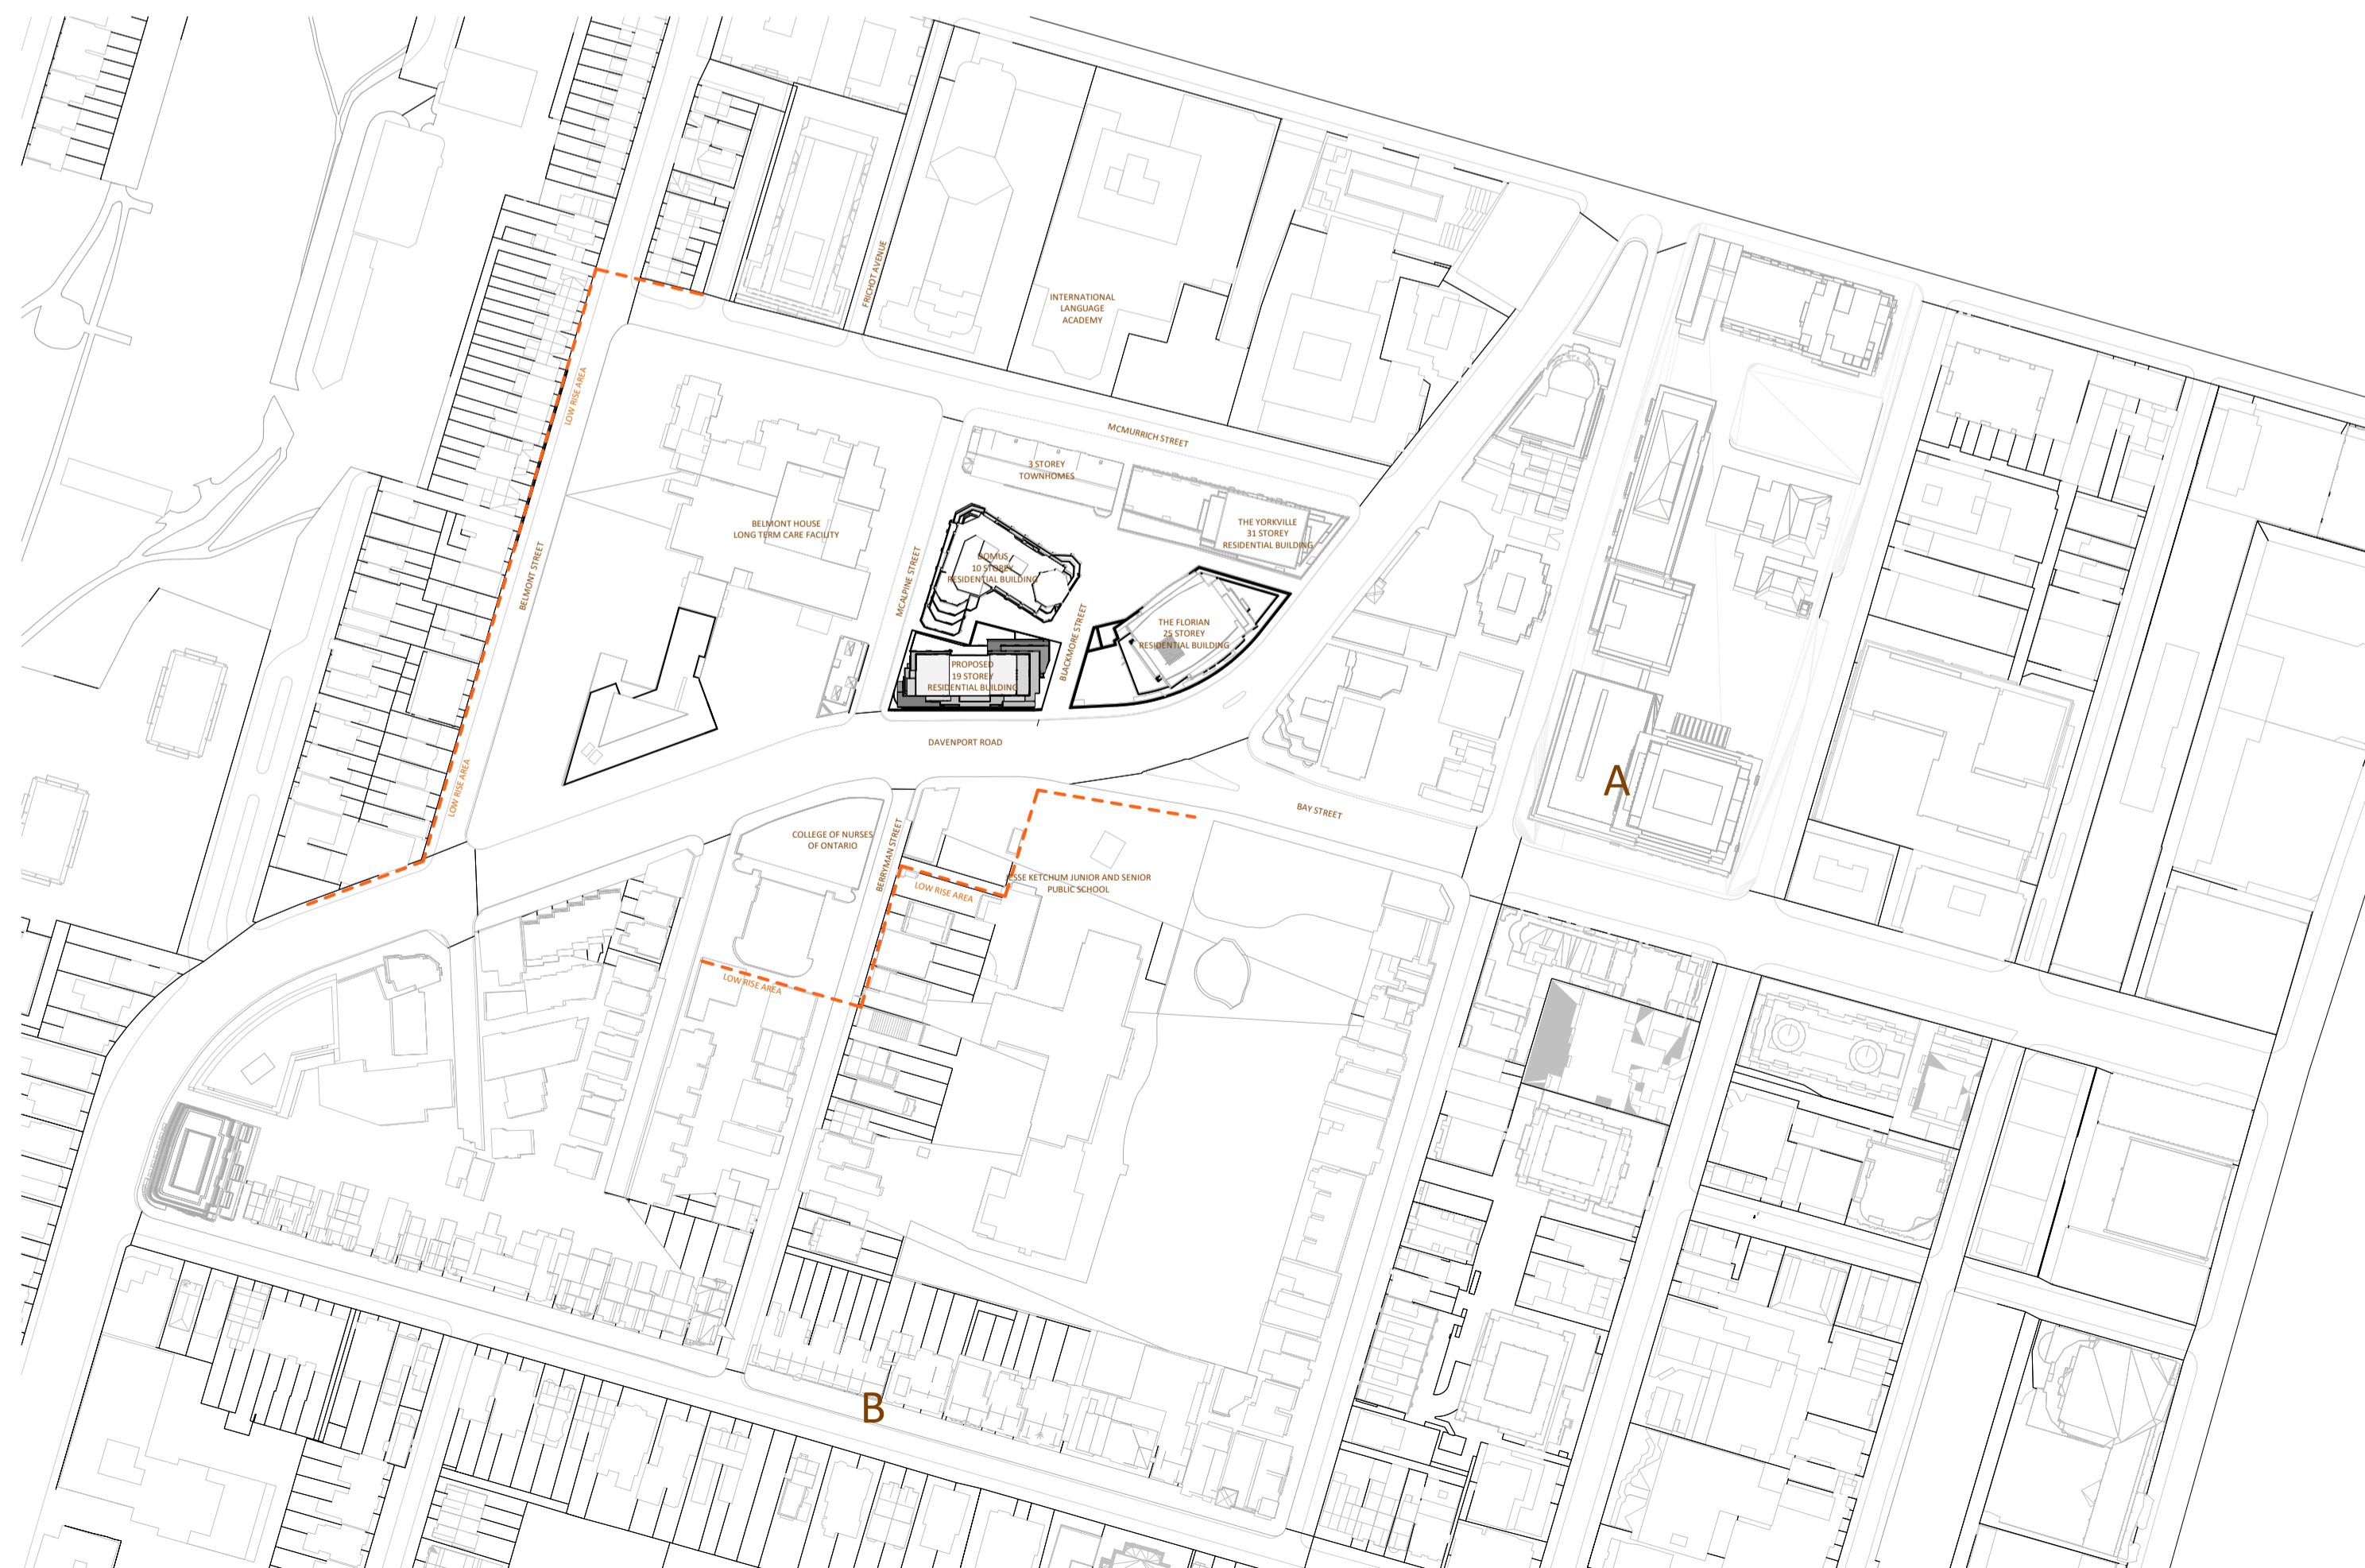 FRICHOT AVENUE
INTERNATIONAL
LANGUAGE
ACADEMY
LOW RISE AREA
MCMURRICH STREET
3 STOREY
TOWNHOMES
BELMONT HOUSE
LONG TERM CARE FACILITY
THE YORKVILLE
31 STOREY
RESIDENTIAL BUILDING
BELMONT STREET
MCALPINE STREET
DOMUS
10 STOREY
RESIDENTIAL BUILDING
BLACKMORE STREET
THE FLORIAN
25 STOREY
RESIDENTIAL BUILDING
PROPOSED
19 STOREY
RESIDENTIAL BUILDING
DAVENPORT ROAD
LOW RISE AREA
A
BAY STREET
COLLEGE OF NURSES
OF ONTARIO
BERRYMAN STREET
LOW RISE AREA
JESSE KETCHUM JUNIOR AND SENIOR
PUBLIC SCHOOL
LOW RISE AREA
B